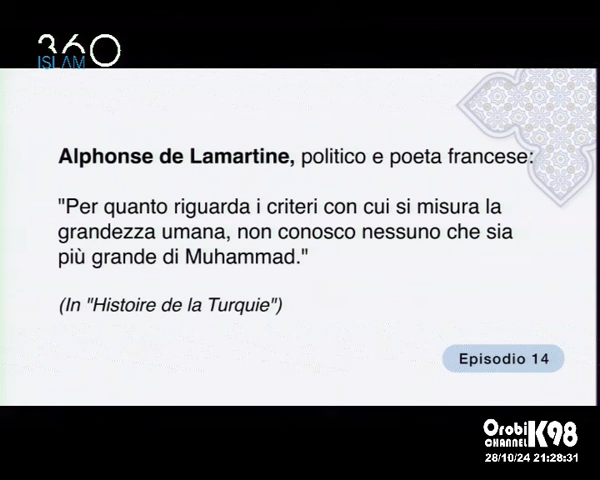 360
ISLAM
Alphonse de Lamartine, politico e poeta francese:
"Per quanto riguarda i criteri con cui si misura la
grandezza umana, non conosco nessuno che sia
più grande di Muhammad."
(In "Histoire de la Turquie")
Episodio 14
Orobi
CHANNEL K98
28/10/24 21:28:31